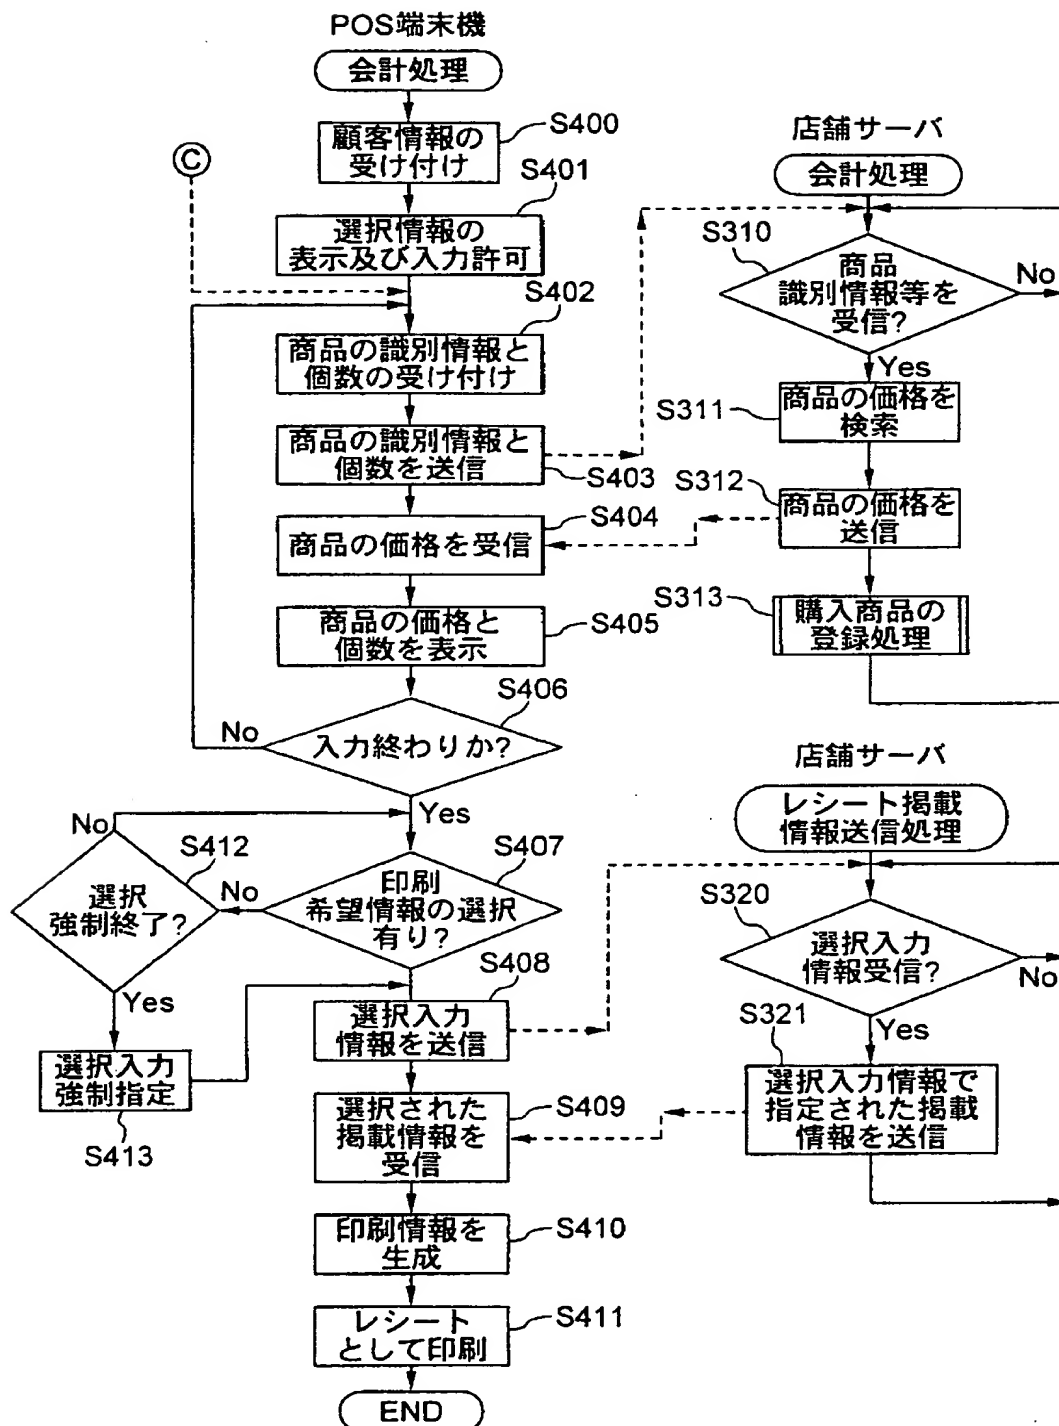 POS端末機
会計処理
S400
顧客情報の
受け付け
C
S401
選択情報の
表示及び入力許可
S402
商品の識別情報と
個数の受け付け
商品の識別情報と
個数を送信
S403
S404
商品の価格を受信
商品の価格と
個数を表示
S405
S406
No
入力終わりか?
Yes
No
S412
選択
強制終了?
No
S407
印刷
希望情報の選択
有り?
Yes
選択入力
強制指定
S413
S408
選択入力
情報を送信
選択された
掲載情報を
受信
S409
印刷情報を
生成
S410
レシート
として印刷
S411
END
店舗サーバ
会計処理
S310
商品
識別情報等を
受信?
No
Yes
S311
商品の価格を
検索
S312
商品の価格を
送信
S313
購入商品の
登録処理
店舗サーバ
レシート掲載
情報送信処理
S320
選択入力
情報受信?
No
S321
Yes
選択入力情報で
指定された掲載
情報を送信